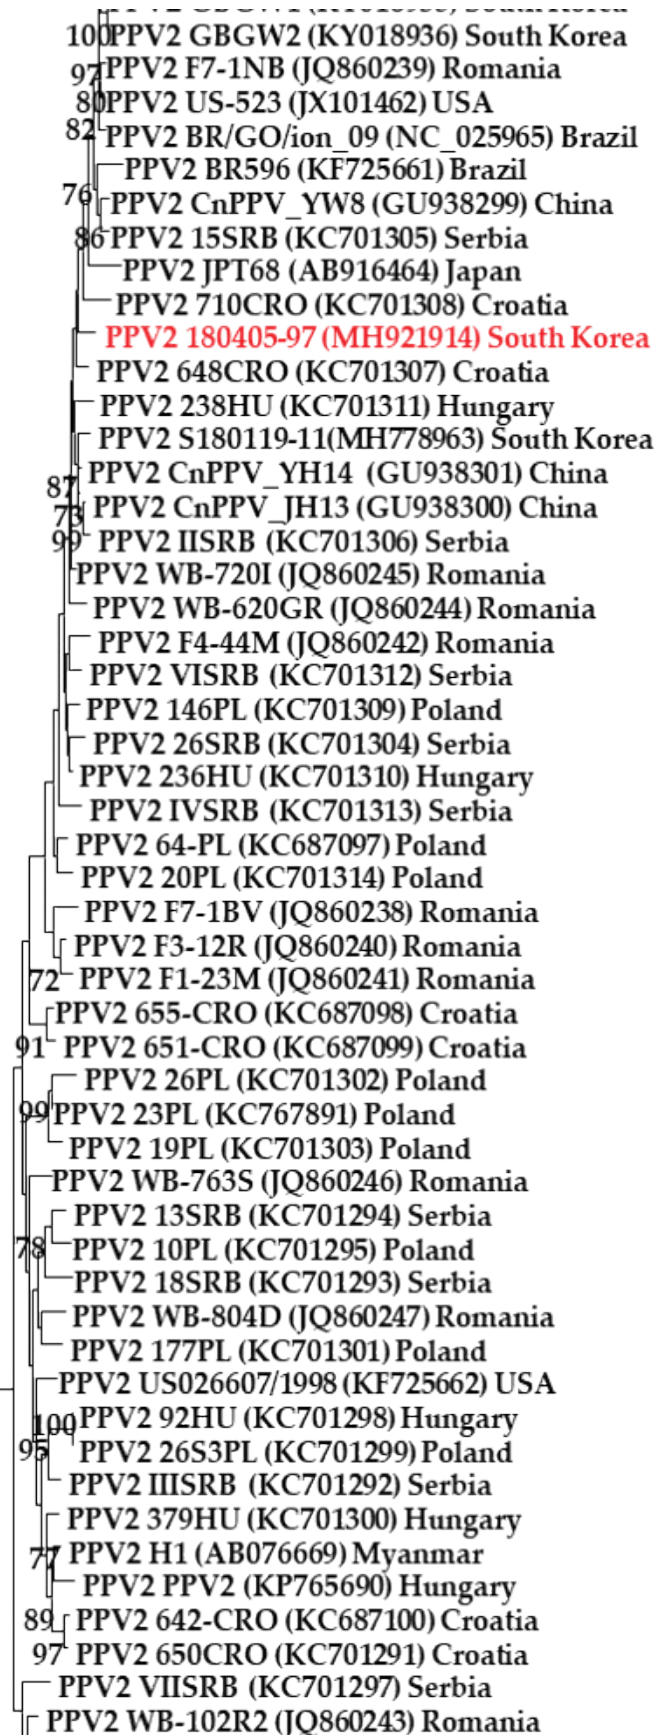 100 PPV2 GBGW2 (KY018936) South Korea
97 PPV2 F7-1NB (JQ860239) Romania
80 PPV2 US-523 (JX101462) USA
82 PPV2 BR/GO/ion_09 (NC_025965) Brazil
PPV2 BR596 (KF725661) Brazil
76 PPV2 CnPPV_YW8 (GU938299) China
86 PPV2 15SRB (KC701305) Serbia
PPV2 JPT68 (AB916464) Japan
PPV2 710CRO (KC701308) Croatia
PPV2 180405-97 (MH921914) South Korea
PPV2 648CRO (KC701307) Croatia
PPV2 238HU (KC701311) Hungary
PPV2 S180119-11(MH778963) South Korea
PPV2 CnPPV_YH14 (GU938301) China
87
PPV2 CnPPV_JH13 (GU938300) China
73
99 PPV2 IISRB (KC701306) Serbia
PPV2 WB-720I (JQ860245) Romania
PPV2 WB-620GR (JQ860244) Romania
PPV2 F4-44M (JQ860242) Romania
PPV2 VISRB (KC701312) Serbia
PPV2 146PL (KC701309) Poland
PPV2 26SRB (KC701304) Serbia
PPV2 236HU (KC701310) Hungary
PPV2 IVSRB (KC701313) Serbia
PPV2 64-PL (KC687097) Poland
PPV2 20PL (KC701314) Poland
PPV2 F7-1BV (JQ860238) Romania
PPV2 F3-12R (JQ860240) Romania
72 PPV2 F1-23M (JQ860241) Romania
PPV2 655-CRO (KC687098) Croatia
91 PPV2 651-CRO (KC687099) Croatia
PPV2 26PL (KC701302) Poland
99 PPV2 23PL (KC767891) Poland
PPV2 19PL (KC701303) Poland
PPV2 WB-763S (JQ860246) Romania
PPV2 13SRB (KC701294) Serbia
78 PPV2 10PL (KC701295) Poland
PPV2 18SRB (KC701293) Serbia
PPV2 WB-804D (JQ860247) Romania
PPV2 177PL (KC701301) Poland
PPV2 US026607/1998 (KF725662) USA
100 PPV2 92HU (KC701298) Hungary
95 PPV2 26S3PL (KC701299) Poland
PPV2 IIISRB (KC701292) Serbia
PPV2 379HU (KC701300) Hungary
77 PPV2 H1 (AB076669) Myanmar
PPV2 PPV2 (KP765690) Hungary
89 PPV2 642-CRO (KC687100) Croatia
97 PPV2 650CRO (KC701291) Croatia
PPV2 VIISRB (KC701297) Serbia
PPV2 WB-102R2 (JQ860243) Romania